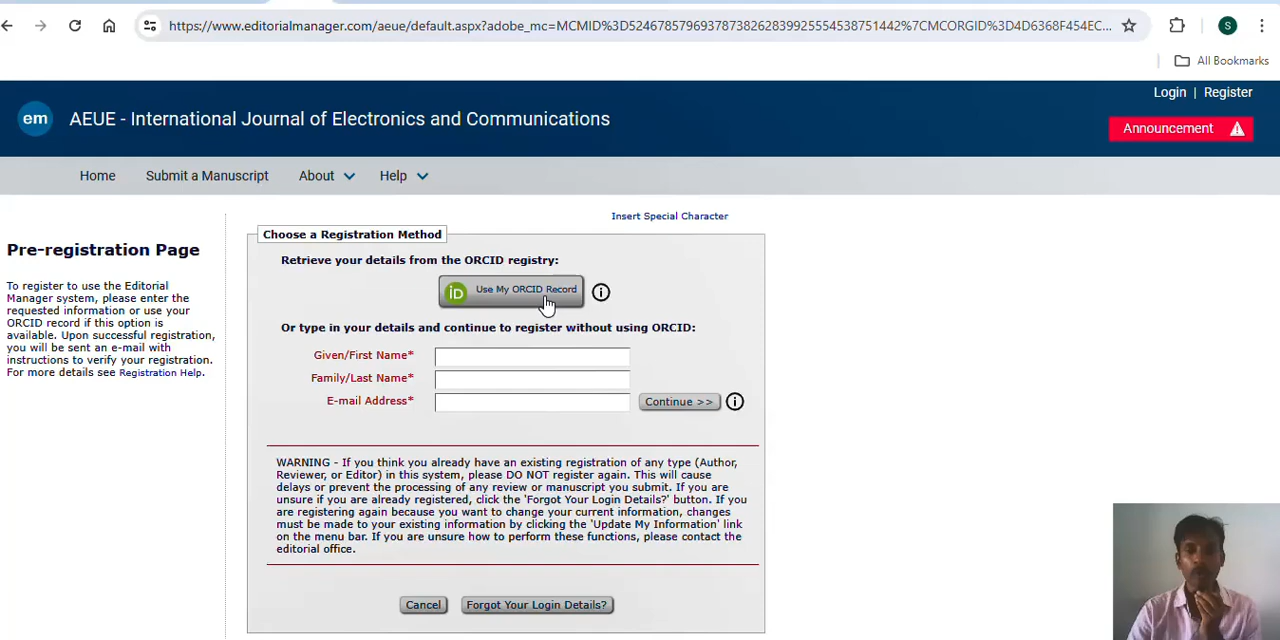 https://www.editorialmanager.com/aeue/default.aspx?adobe_mc=MCMID%3D52467857969378738262839925554538751442%7CMCORGID%3D4D6368F454EC...
S
All Bookmarks
Login | Register
em
AEUE - International Journal of Electronics and Communications
Announcement
Home
Submit a Manuscript
About
Help
Insert Special Character
Pre-registration Page
To register to use the Editorial
Manager system, please enter the
requested information or use your
ORCID record if this option is
available. Upon successful registration,
you will be sent an e-mail with
instructions to verify your registration.
For more details see Registration Help.
Choose a Registration Method
Retrieve your details from the ORCID registry:
iD Use My ORCID Record
Or type in your details and continue to register without using ORCID:
Given/First Name*
Family/Last Name*
E-mail Address*
Continue >>
WARNING - If you think you already have an existing registration of any type (Author,
Reviewer, or Editor) in this system, please DO NOT register again. This will cause
delays or prevent the processing of any review or manuscript you submit. If you are
unsure if you are already registered, click the 'Forgot Your Login Details?' button. If you
are registering again because you want to change your current information, changes
must be made to your existing information by clicking the 'Update My Information' link
on the menu bar. If you are unsure how to perform these functions, please contact the
editorial office.
Cancel
Forgot Your Login Details?